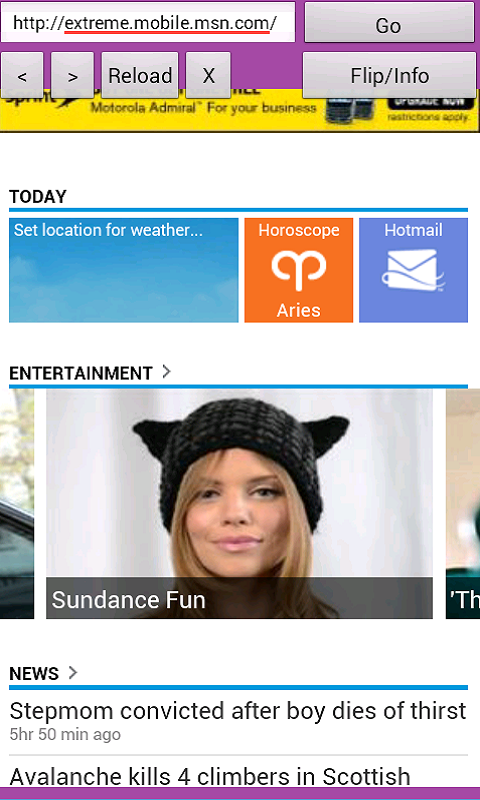 http://extreme.mobile.msn.com/
Go
<
>
Reload
X
Flip/Info
Sprint
Motorola Admiral™ For your business
UPGRADE NOW
restrictions apply.
TODAY
Set location for weather...
Horoscope
Aries
Hotmail
ENTERTAINMENT >
Sundance Fun
'Th
NEWS >
Stepmom convicted after boy dies of thirst
5hr 50 min ago
Avalanche kills 4 climbers in Scottish